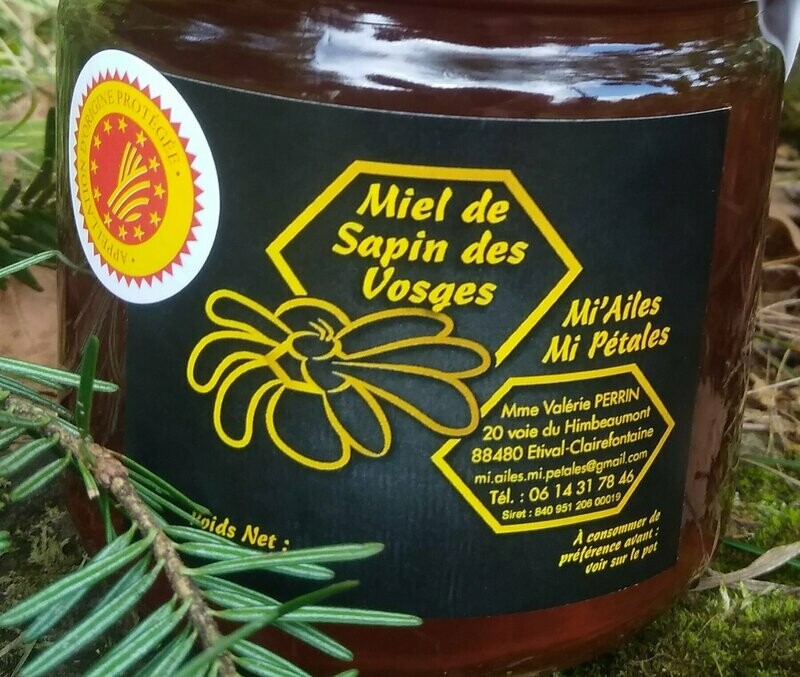 APPELLATION D'ORIGINE PROTÉGÉE
Miel de
Sapin des
Vosges
Mi'Ailes
Mi Pétales
Mme Valérie PERRIN
20 voie du Himbeaumont
88480 Etival-Clairefontaine
mi.ailes.mi.petales@gmail.com
Tél. : 06 14 31 78 46
Siret : 840 951 206 00019
Poids Net :
À consommer de
préférence avant :
voir sur le pot